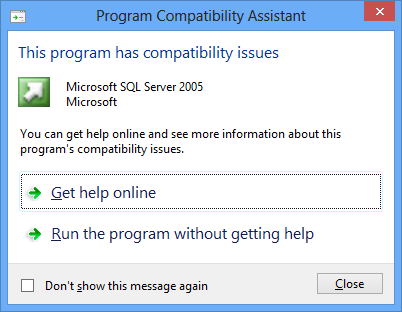 Program Compatibility Assistant
This program has compatibility issues
Microsoft SQL Server 2005
Microsoft
You can get help online and see more information about this
program's compatibility issues.
Get help online
Run the program without getting help
Don't show this message again
Close